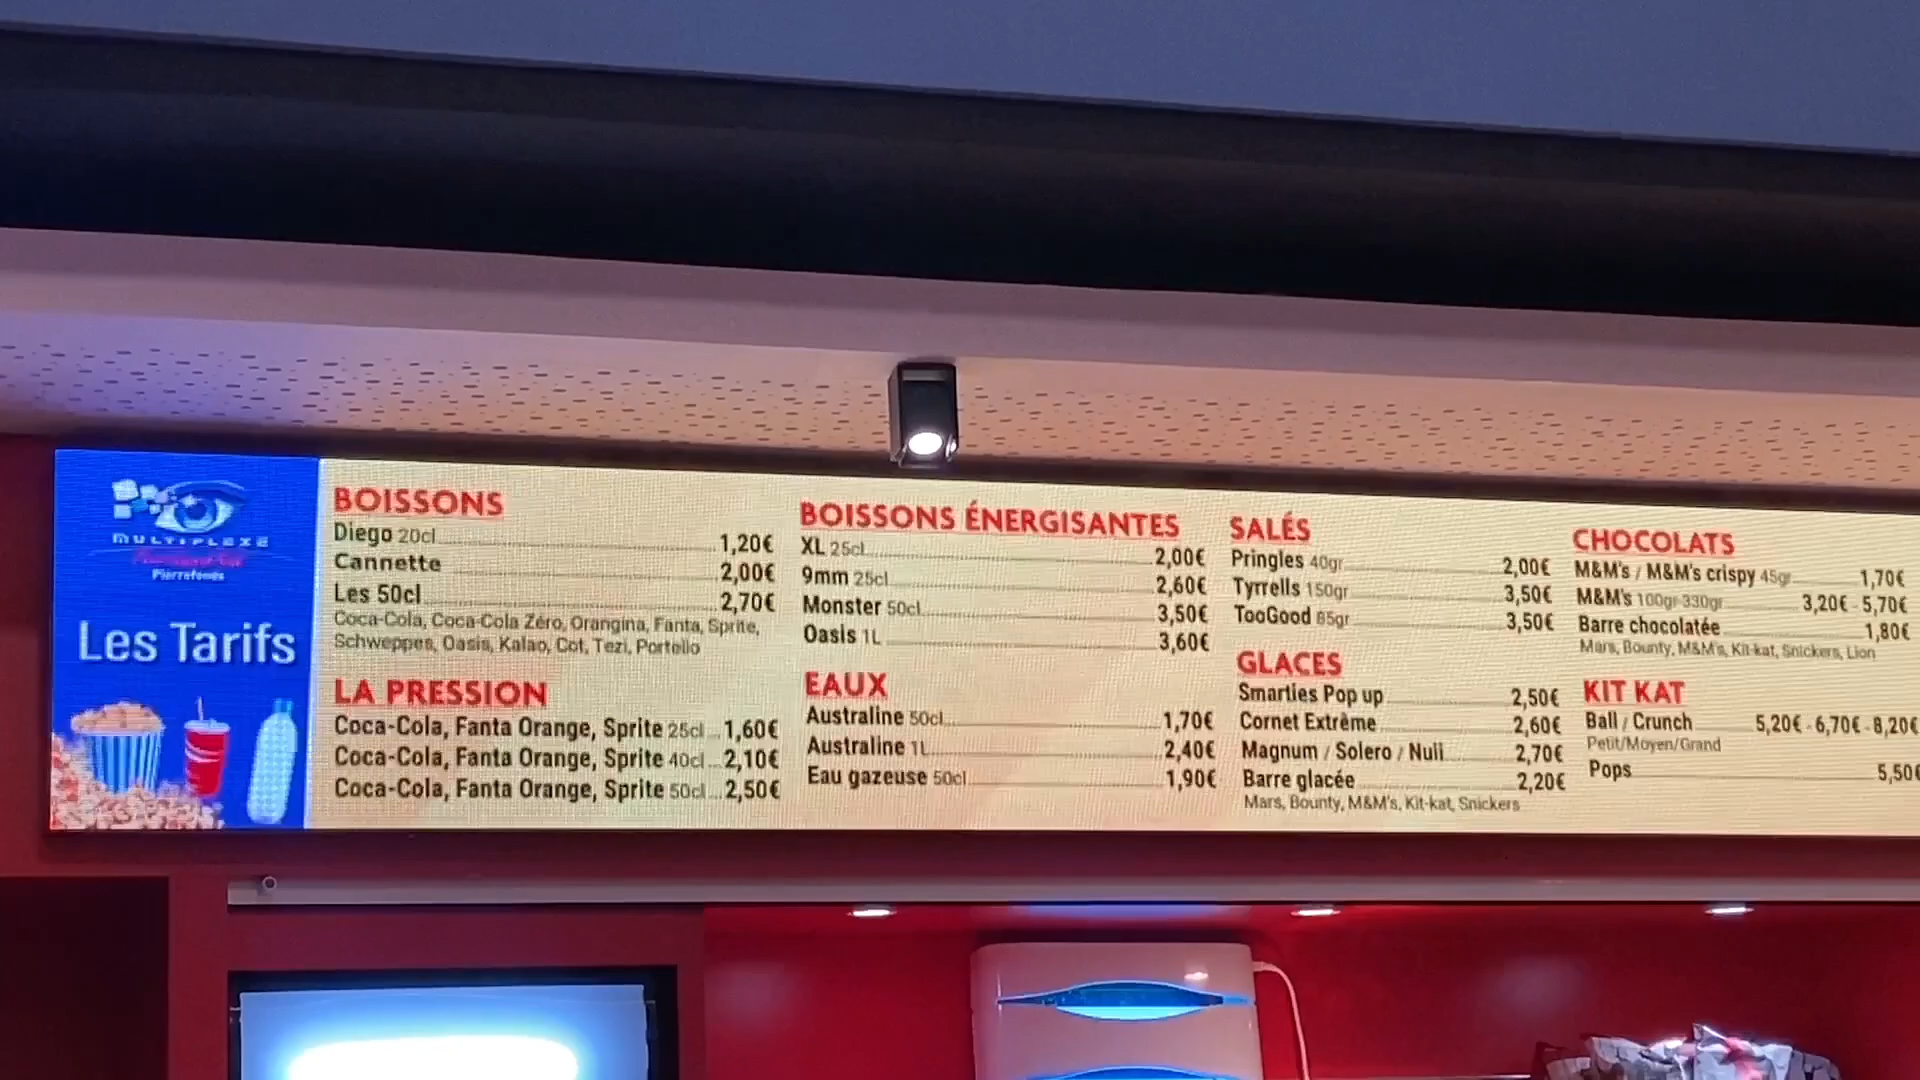 MULTIPLEXE
Pierrefonds
Les Tarifs
BOISSONS
Diego 20cl 1,20€
Cannette 2,00€
Les 50cl 2,70€
Coca-Cola, Coca-Cola Zéro, Orangina, Fanta, Sprite,
Schweppes, Oasis, Kalao, Cot, Tezi, Portello
LA PRESSION
Coca-Cola, Fanta Orange, Sprite 25cl 1,60€
Coca-Cola, Fanta Orange, Sprite 40cl 2,10€
Coca-Cola, Fanta Orange, Sprite 50cl 2,50€
BOISSONS ÉNERGISANTES
XL 25cl 2,00€
9mm 25cl 2,60€
Monster 50cl 3,50€
Oasis 1L 3,60€
EAUX
Australine 50cl 1,70€
Australine 1L 2,40€
Eau gazeuse 50cl 1,90€
SALÉS
Pringles 40gr 2,00€
Tyrrells 150gr 3,50€
TooGood 85gr 3,50€
GLACES
Smarties Pop up 2,50€
Cornet Extrême 2,60€
Magnum / Solero / Nuii 2,70€
Barre glacée 2,20€
Mars, Bounty, M&M's, Kit-kat, Snickers
CHOCOLATS
M&M's / M&M's crispy 45gr 1,70€
M&M's 100gr-330gr 3,20€ - 5,70€
Barre chocolatée 1,80€
Mars, Bounty, M&M's, Kit-kat, Snickers, Lion
KIT KAT
Ball / Crunch 5,20€ - 6,70€ - 8,20€
Petit/Moyen/Grand
Pops 5,50€